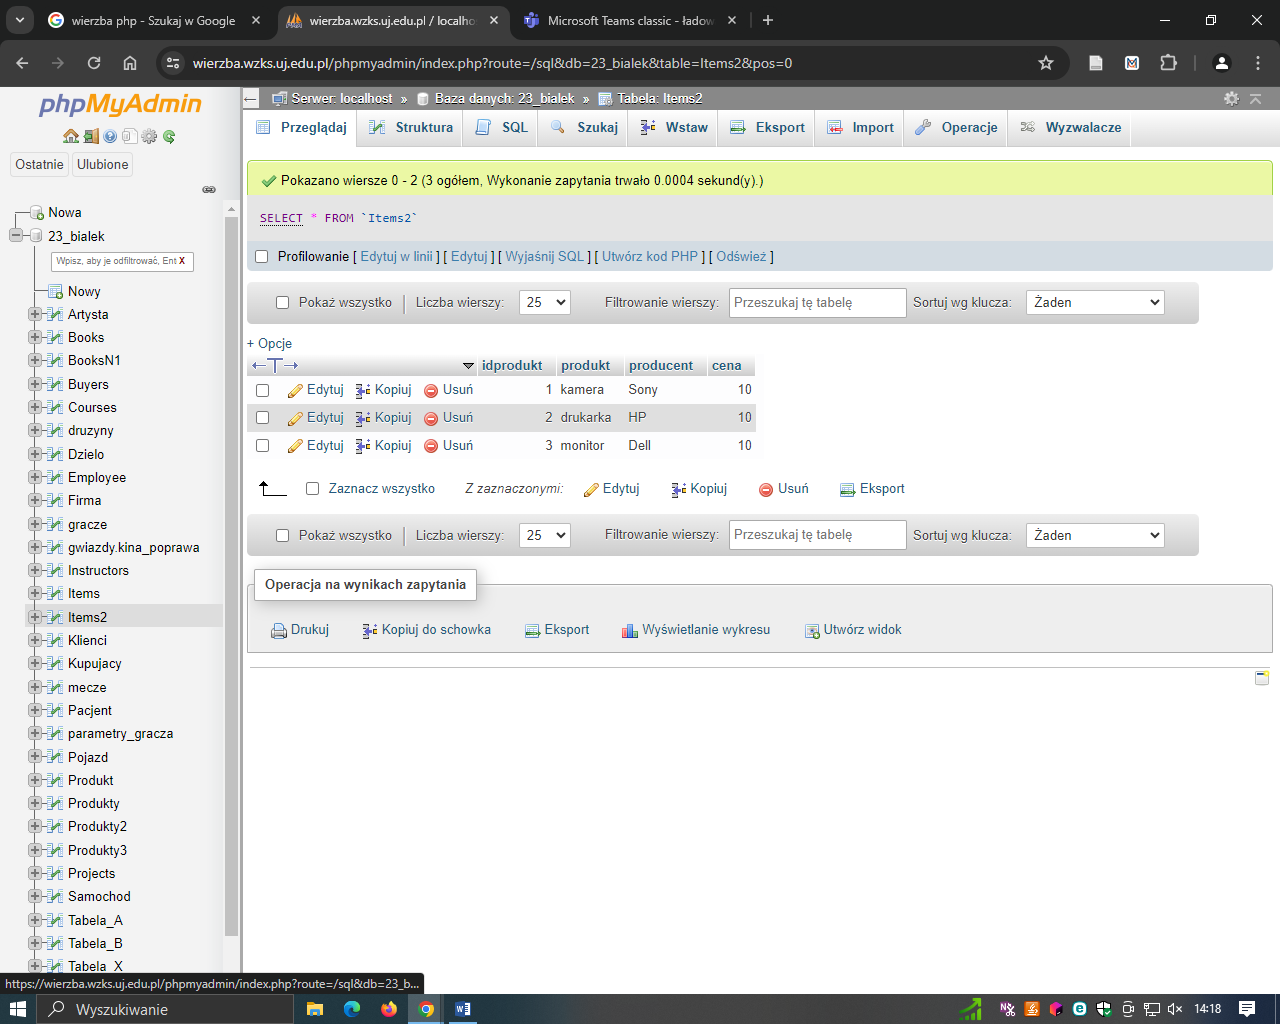 wierzba php - Szukaj w Google
wierzba.wzks.uj.edu.pl / localho
Microsoft Teams classic - ładow
wierzba.wzks.uj.edu.pl/phpmyadmin/index.php?route=/sql&db=23_bialek&table=Items2&pos=0
phpMyAdmin
Ostatnie Ulubione
Nowa
23_bialek
Wpisz, aby je odfiltrować, Ent X
Nowy
Artysta
Books
BooksN1
Buyers
Courses
druzyny
Dzielo
Employee
Firma
gracze
gwiazdy.kina_poprawa
Instructors
Items
Items2
Klienci
Kupujacy
mecze
Pacjent
parametry_gracza
Pojazd
Produkt
Produkty
Produkty2
Produkty3
Projects
Samochod
Tabela_A
Tabela_B
Tabela_X
Serwer: localhost » Baza danych: 23_bialek » Tabela: Items2
Przeglądaj Struktura SQL Szukaj Wstaw Eksport Import Operacje Wyzwalacze
Pokazano wiersze 0 - 2 (3 ogółem, Wykonanie zapytania trwało 0.0004 sekund(y).)
SELECT * FROM `Items2`
Profilowanie [ Edytuj w linii ] [ Edytuj ] [ Wyjaśnij SQL ] [ Utwórz kod PHP ] [ Odśwież ]
Pokaż wszystko Liczba wierszy: 25 Filtrowanie wierszy: Przeszukaj tę tabelę Sortuj wg klucza: Żaden
+ Opcje
idprodukt produkt producent cena
Edytuj Kopiuj Usuń 1 kamera Sony 10
Edytuj Kopiuj Usuń 2 drukarka HP 10
Edytuj Kopiuj Usuń 3 monitor Dell 10
Zaznacz wszystko Z zaznaczonymi: Edytuj Kopiuj Usuń Eksport
Pokaż wszystko Liczba wierszy: 25 Filtrowanie wierszy: Przeszukaj tę tabelę Sortuj wg klucza: Żaden
Operacja na wynikach zapytania
Drukuj Kopiuj do schowka Eksport Wyświetlanie wykresu Utwórz widok
https://wierzba.wzks.uj.edu.pl/phpmyadmin/index.php?route=/sql&db=23_b...
Wyszukiwanie
14:18